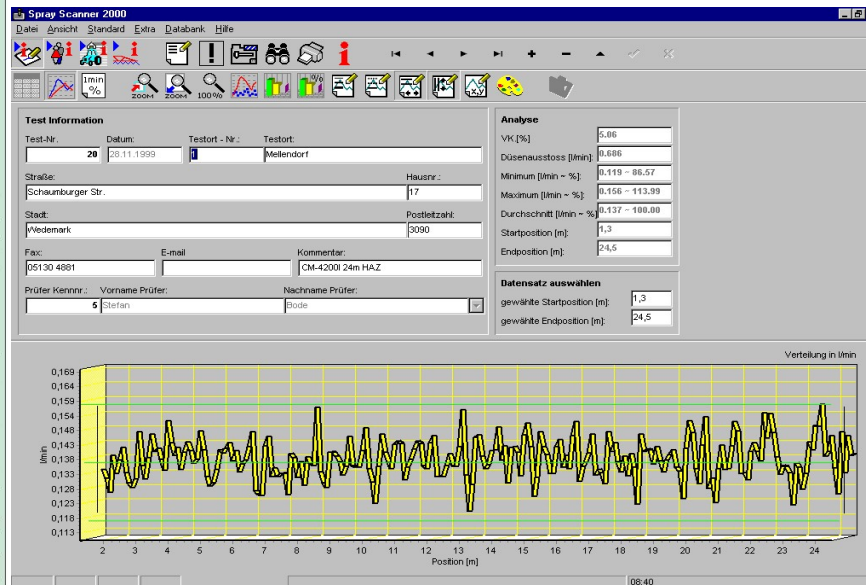 Spray Scanner 2000
Datei Ansicht Standard Extra Databank Hilfe
1min %
ZOOM ZOOM 100% %
Test Information
Test-Nr. Datum: Testort - Nr.: Testort:
20 28.11.1999 1 Mellendorf
Straße: Hausnr.:
Schaumburger Str. 17
Stadt: Postleitzahl:
Wedemark 3090
Fax: E-mail Kommentar:
05130 4881 CM-4200I 24m HAZ
Prüfer Kennnr.: Vorname Prüfer: Nachname Prüfer:
5 Stefan Bode
Analyse
VK.[%] 5.06
Düsenausstoss [l/min]: 0.686
Minimum [l/min ~ %]: 0.119 ~ 86.57
Maximum [l/min ~ %]: 0.156 ~ 113.99
Durchschnitt [l/min ~ %] 0.137 ~ 100.00
Startposition [m]: 1,3
Endposition [m]: 24,5
Datensatz auswählen
gewählte Startposition [m]: 1,3
gewählte Endposition [m]: 24,5
Verteilung in l/min
0,169
0,164
0,159
0,154
0,148
0,143
0,138
0,133
0,128
0,123
0,118
0,113
l/min
2 3 4 5 6 7 8 9 10 11 12 13 14 15 16 17 18 19 20 21 22 23 24
Position [m]
08:40